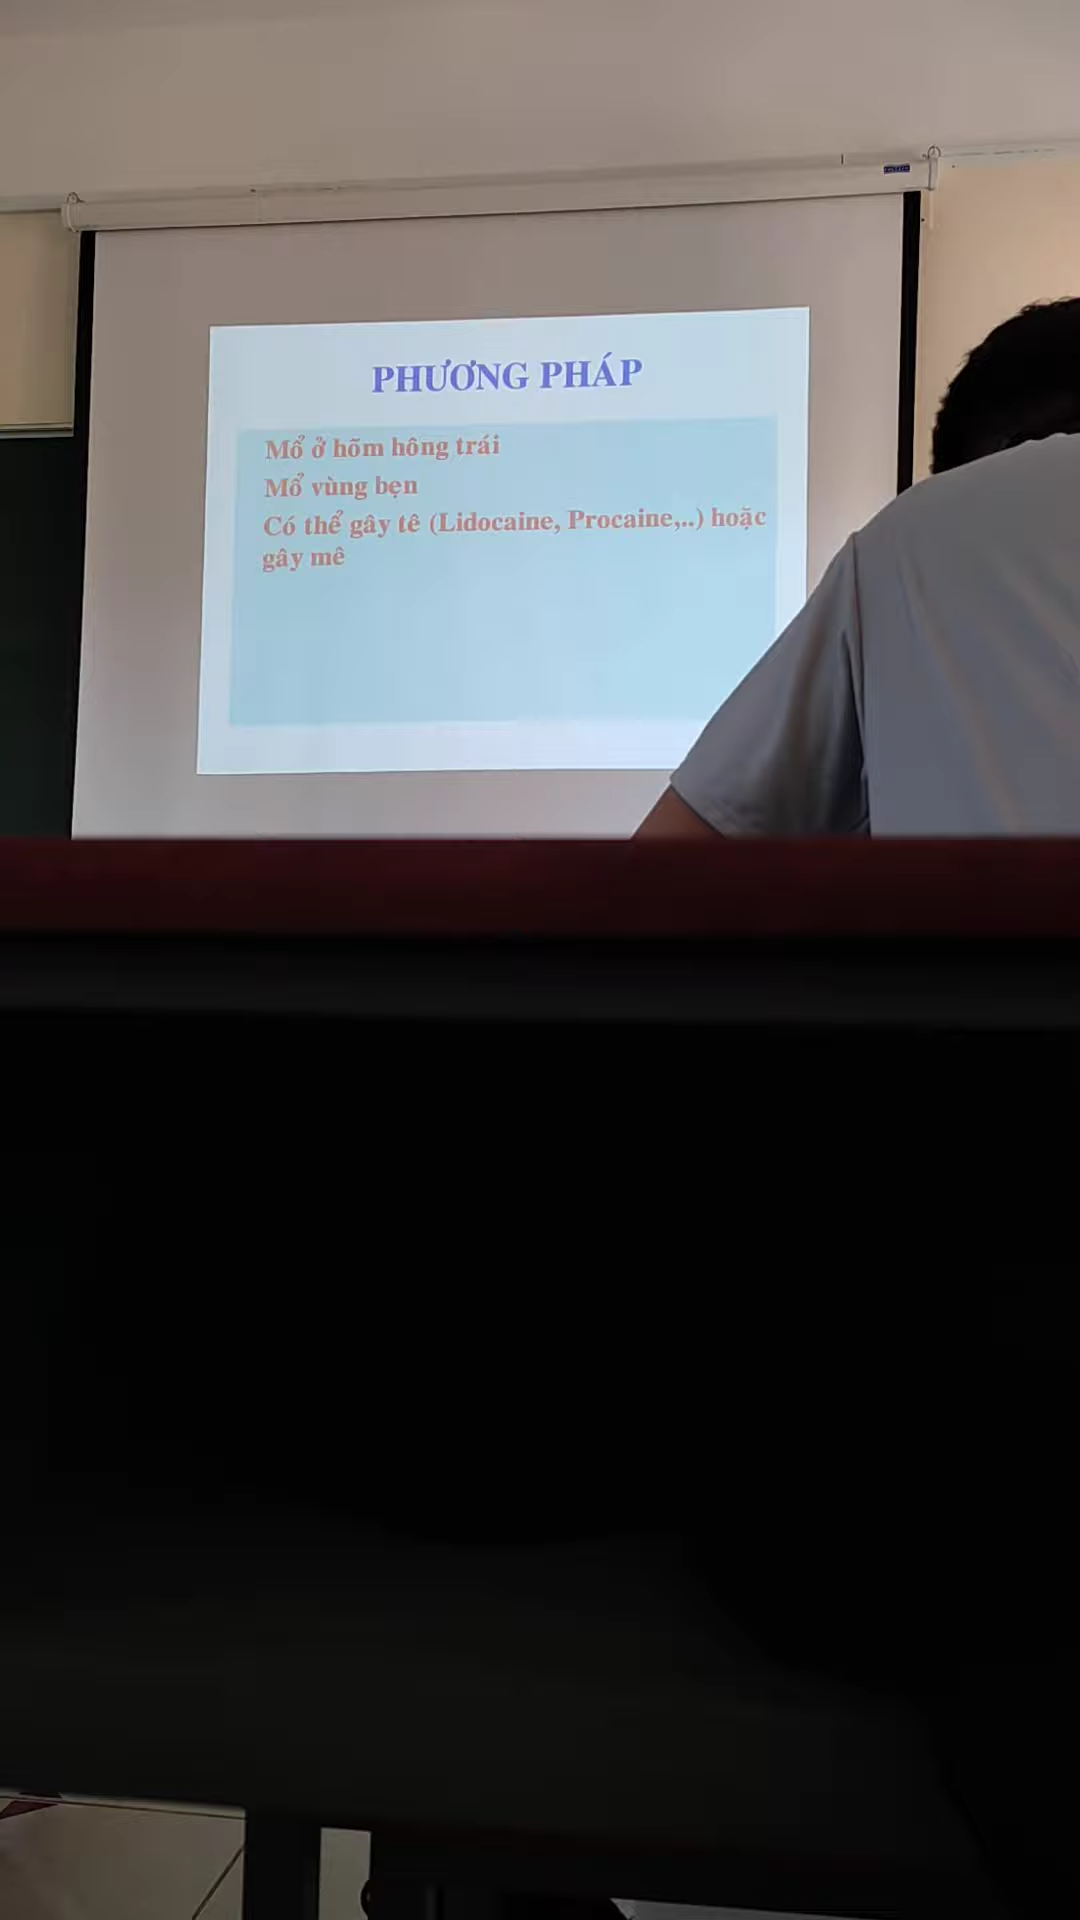 PHƯƠNG PHÁP
Mổ ở hõm hông trái
Mổ vùng bẹn
Có thể gây tê (Lidocaine, Procaine,..) hoặc
gây mê